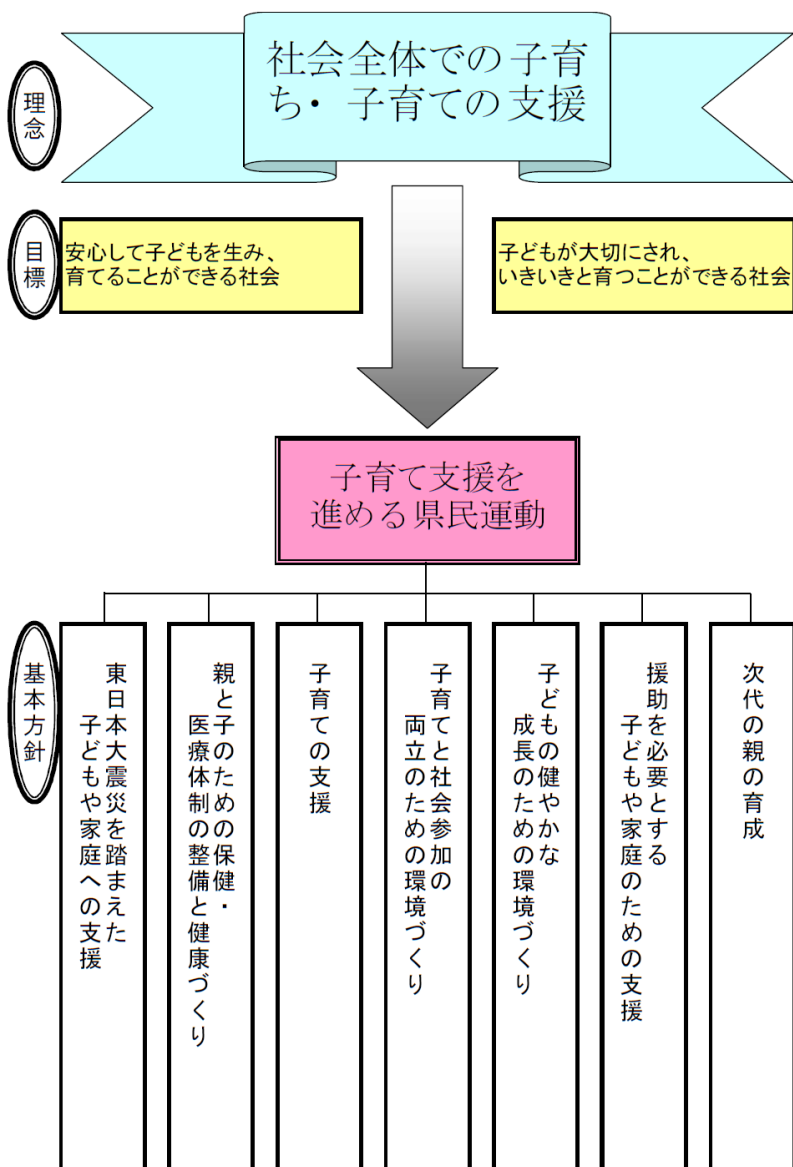 理念
社会全体での子育
ち・子育ての支援
目標
安心して子どもを生み、
育てることができる社会
子どもが大切にされ、
いきいきと育つことができる社会
子育て支援を
進める県民運動
基本方針
東日本大震災を踏まえた
子どもや家庭への支援
親と子のための保健・
医療体制の整備と健康づくり
子育ての支援
子育てと社会参加の
両立のための環境づくり
子どもの健やかな
成長のための環境づくり
援助を必要とする
子どもや家庭のための支援
次代の親の育成